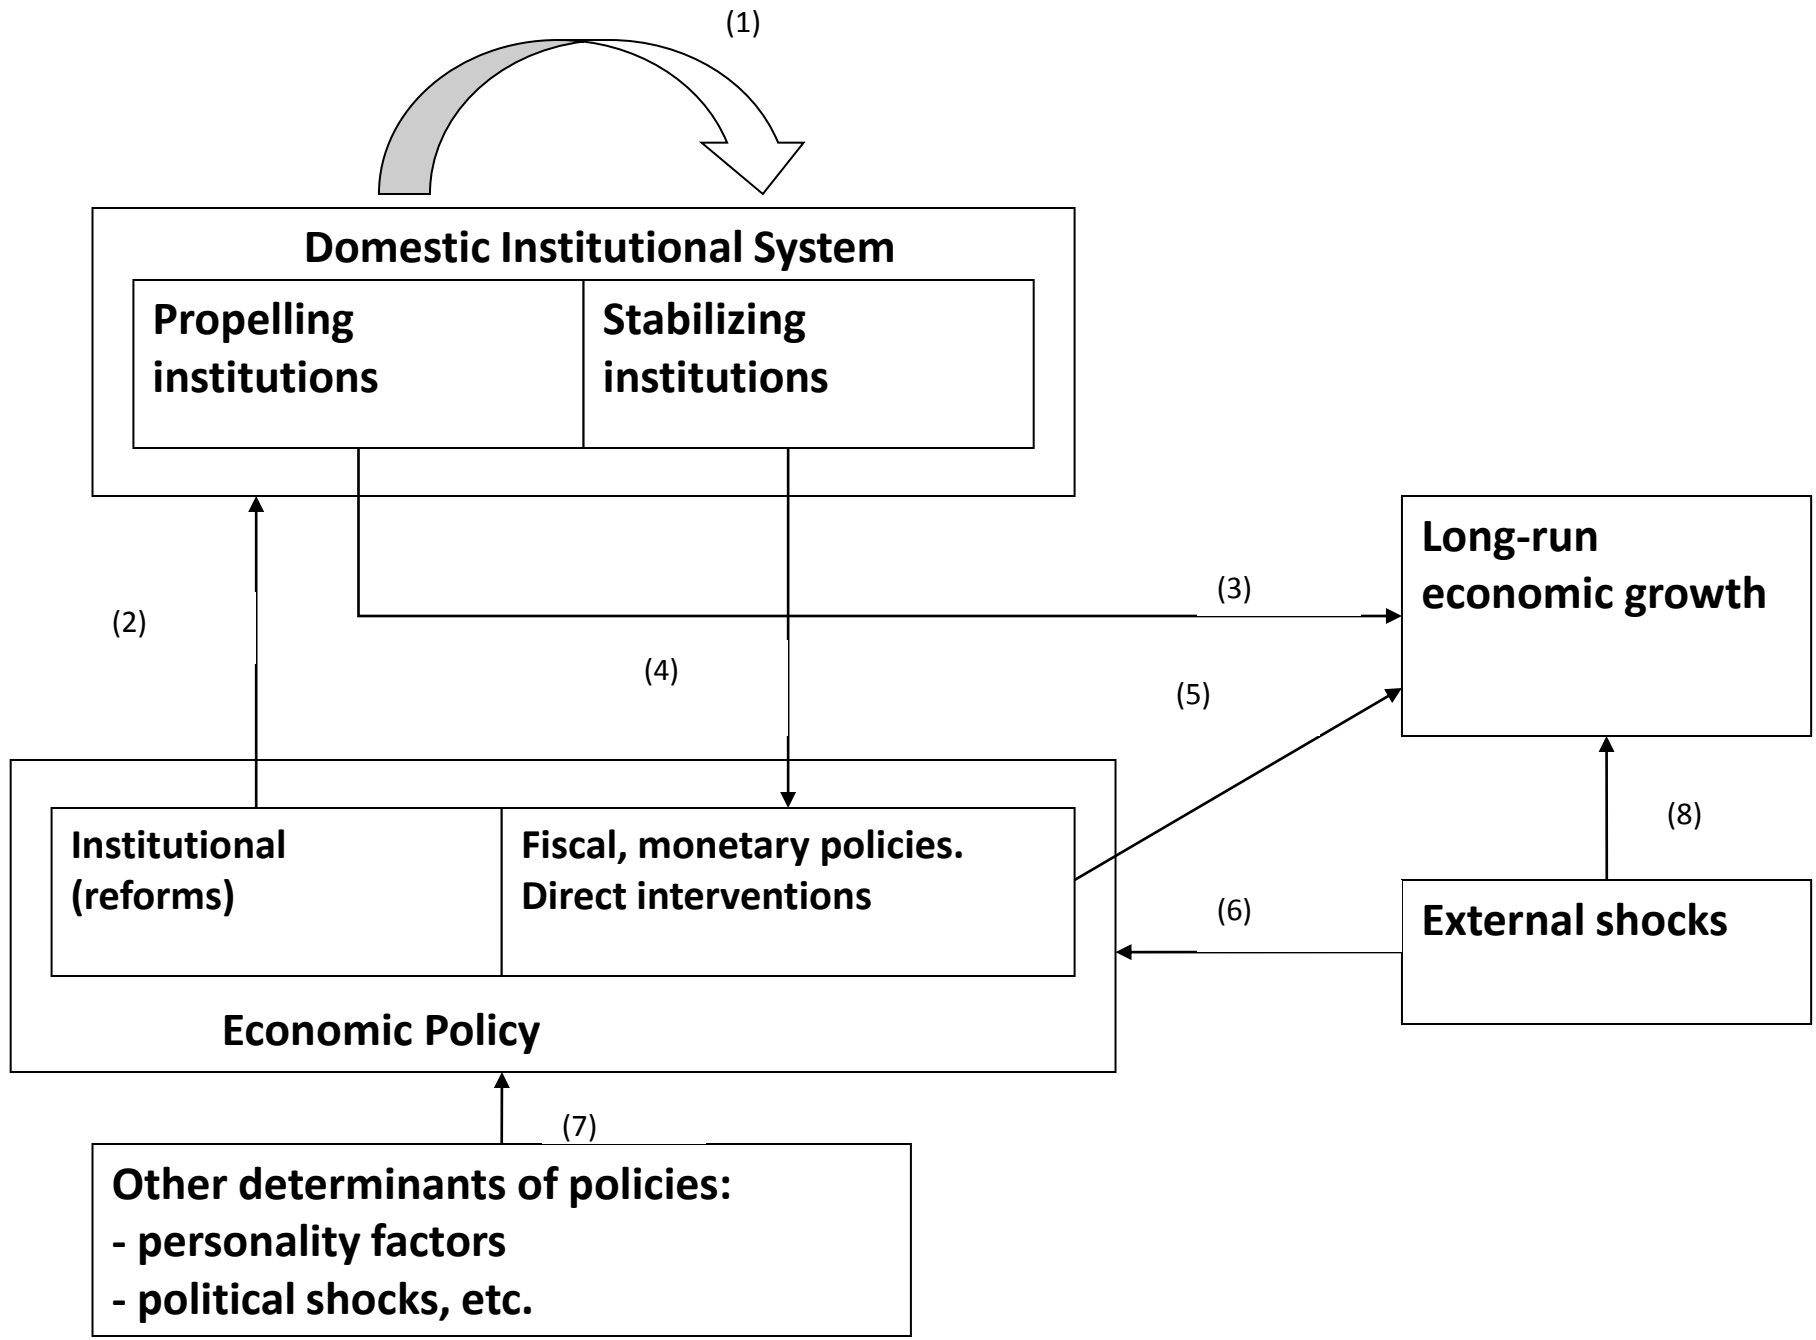 (1)
Domestic Institutional System
Propelling
institutions
Stabilizing
institutions
Long-run
economic growth
(2)
(3)
(4)
(5)
Institutional
(reforms)
Fiscal, monetary policies.
Direct interventions
(8)
(6)
External shocks
Economic Policy
(7)
Other determinants of policies:
- personality factors
- political shocks, etc.